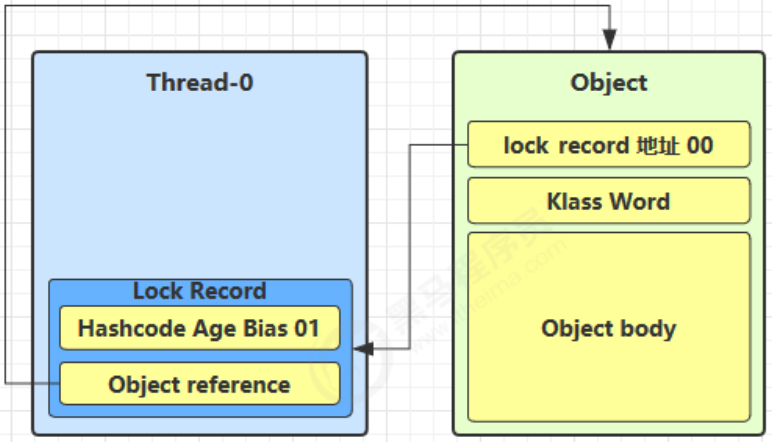 Thread-0
Lock Record
Hashcode Age Bias 01
Object reference
Object
lock record 地址 00
Klass Word
Object body
黑马程序员
www.itheima.com